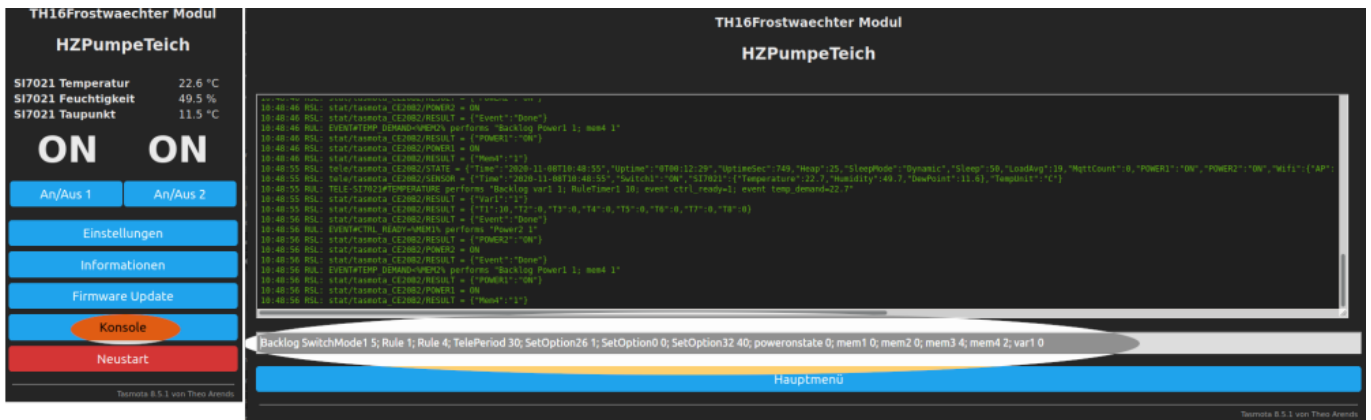 TH16Frostwaechter Modul
HZPumpeTeich
SI7021 Temperatur 22.6 °C
SI7021 Feuchtigkeit 49.5 %
SI7021 Taupunkt 11.5 °C
ON ON
An/Aus 1 An/Aus 2
Einstellungen
Informationen
Firmware Update
Konsole
Neustart
Tasmota 8.5.1 von Theo Arends
TH16Frostwaechter Modul
HZPumpeTeich
10:48:46 RSL: stat/tasmota_CE20B2/POWER2 = ON
10:48:46 RSL: stat/tasmota_CE20B2/RESULT = {"Event":"Done"}
10:48:46 RUL: EVENT#TEMP_DEMAND<%MEM2% performs "Backlog Power1 1; mem4 1"
10:48:46 RSL: stat/tasmota_CE20B2/RESULT = {"POWER1":"ON"}
10:48:46 RSL: stat/tasmota_CE20B2/POWER1 = ON
10:48:46 RSL: stat/tasmota_CE20B2/RESULT = {"Mem4":"1"}
10:48:55 RSL: tele/tasmota_CE20B2/STATE = {"Time":"2020-11-08T10:48:55","Uptime":"0T00:12:29","UptimeSec":749,"Heap":25,"SleepMode":"Dynamic","Sleep":50,"LoadAvg":19,"MqttCount":0,"POWER1":"ON","POWER2":"ON","Wifi":{"AP":
10:48:55 RSL: tele/tasmota_CE20B2/SENSOR = {"Time":"2020-11-08T10:48:55","Switch1":"ON","SI7021":{"Temperature":22.7,"Humidity":49.7,"DewPoint":11.6},"TempUnit":"C"}
10:48:55 RUL: TELE-SI7021#TEMPERATURE performs "Backlog var1 1; RuleTimer1 10; event ctrl_ready=1; event temp_demand=22.7"
10:48:55 RSL: stat/tasmota_CE20B2/RESULT = {"Var1":"1"}
10:48:55 RSL: stat/tasmota_CE20B2/RESULT = {"T1":10,"T2":0,"T3":0,"T4":0,"T5":0,"T6":0,"T7":0,"T8":0}
10:48:56 RSL: stat/tasmota_CE20B2/RESULT = {"Event":"Done"}
10:48:56 RUL: EVENT#CTRL_READY>%MEM1% performs "Power2 1"
10:48:56 RSL: stat/tasmota_CE20B2/RESULT = {"POWER2":"ON"}
10:48:56 RSL: stat/tasmota_CE20B2/POWER2 = ON
10:48:56 RSL: stat/tasmota_CE20B2/RESULT = {"Event":"Done"}
10:48:56 RUL: EVENT#TEMP_DEMAND>%MEM2% performs "Backlog Power1 1; mem4 1"
10:48:56 RSL: stat/tasmota_CE20B2/RESULT = {"POWER1":"ON"}
10:48:56 RSL: stat/tasmota_CE20B2/POWER1 = ON
10:48:56 RSL: stat/tasmota_CE20B2/RESULT = {"Mem4":"1"}
Backlog SwitchMode1 5; Rule 1; Rule 4; TelePeriod 30; SetOption26 1; SetOption0 0; SetOption32 40; poweronstate 0; mem1 0; mem2 0; mem3 4; mem4 2; var1 0
Hauptmenü
Tasmota 8.5.1 von Theo Arends